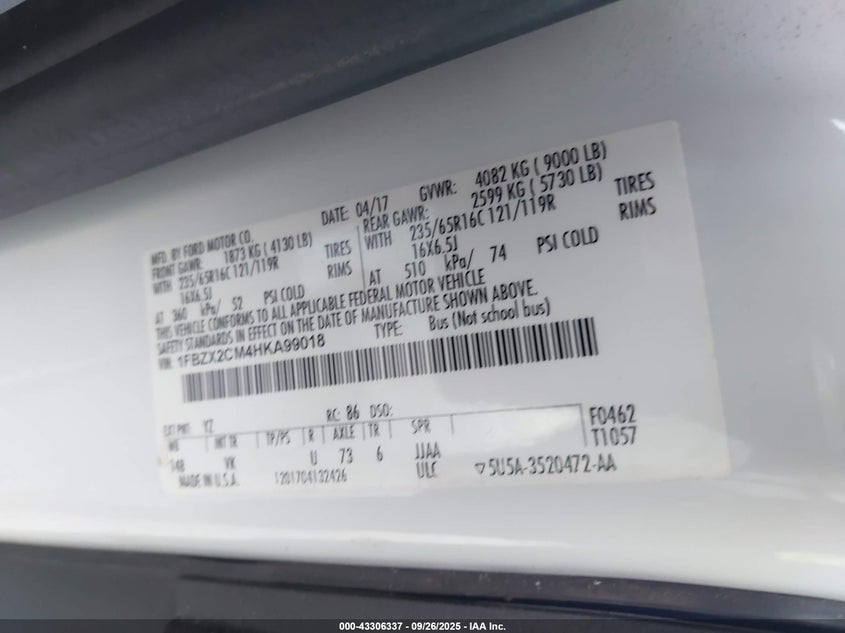 MFD. BY FORD MOTOR CO.
DATE: 04/17
GVWR: 4082 KG ( 9000 LB)
FRONT GAWR: 1873 KG ( 4130 LB)
REAR GAWR: 2599 KG ( 5730 LB)
WITH 235/65R16C 121/119R TIRES
WITH 235/65R16C 121/119R TIRES
16X6.5J RIMS
16X6.5J RIMS
AT 360 kPa/ 52 PSI COLD
AT 510 kPa/ 74 PSI COLD
THIS VEHICLE CONFORMS TO ALL APPLICABLE FEDERAL MOTOR VEHICLE
SAFETY STANDARDS IN EFFECT ON THE DATE OF MANUFACTURE SHOWN ABOVE.
VIN: 1FBZX2CM4HKA99018
TYPE: Bus (Not school bus)
EXT PNT: YZ RC: 86 DSO:
F0462
WB INT TR TP/PS R AXLE TR SPR
T1057
148 VK U 73 6 JJAA
MADE IN U.S.A. 1201704132426 ULC ▽5U5A-3520472-AA
000-43306337 - 09/26/2025 - IAA Inc.